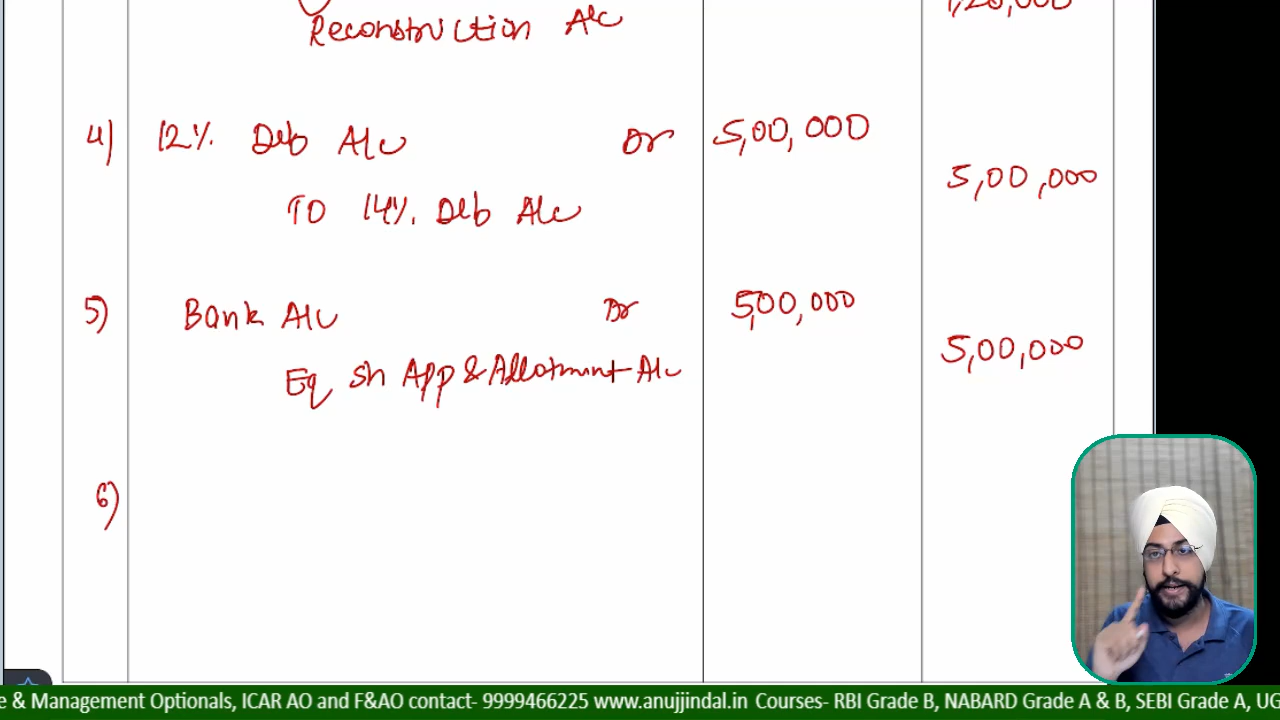 Reconstruction A/c
4) 12% Deb A/c Dr 5,00,000
To 14% Deb A/c 5,00,000
5) Bank A/c Dr 5,00,000
Eq Sh App & Allotment A/c 5,00,000
6)
e & Management Optionals, ICAR AO and F&AO contact- 9999466225 www.anujjindal.in Courses- RBI Grade B, NABARD Grade A & B, SEBI Grade A, UG